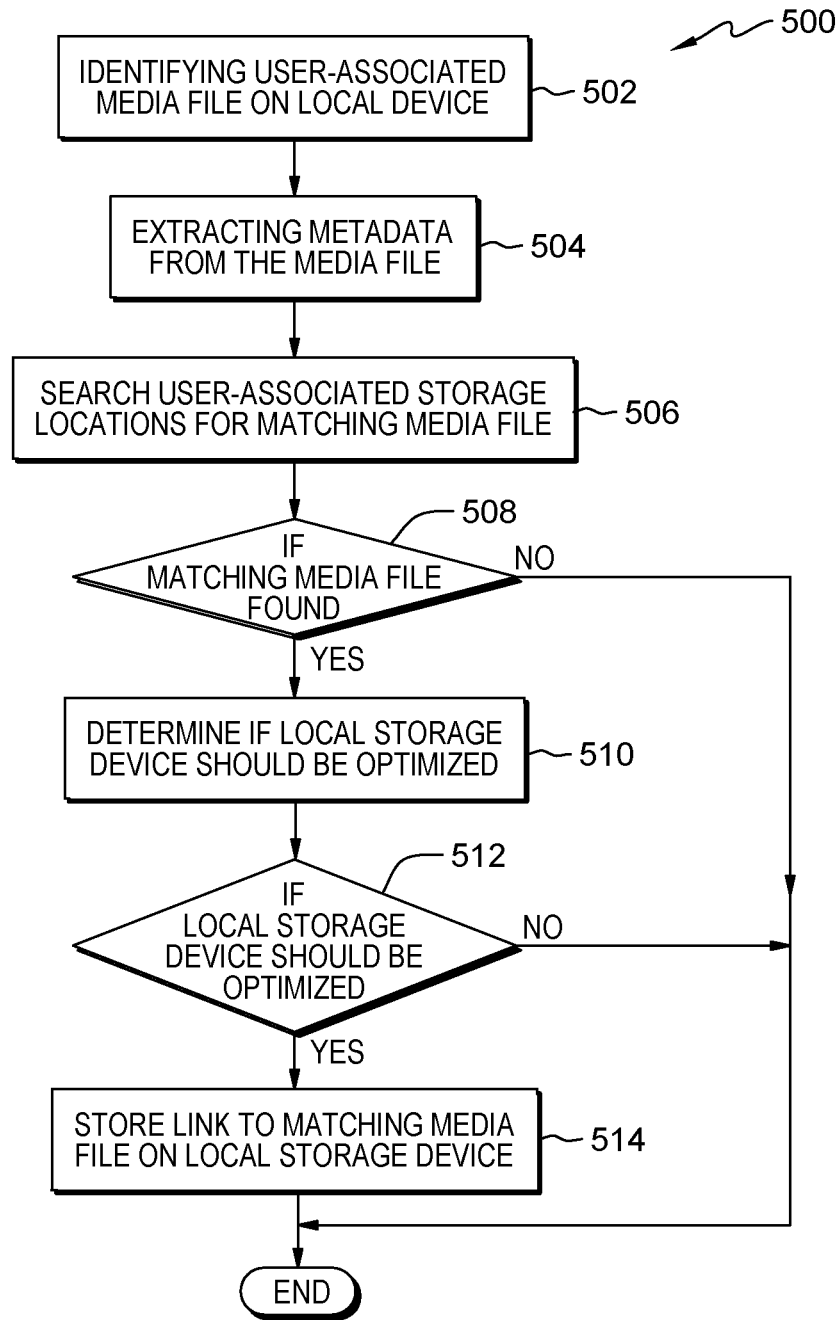 500
IDENTIFYING USER-ASSOCIATED
MEDIA FILE ON LOCAL DEVICE
502
EXTRACTING METADATA
FROM THE MEDIA FILE
504
SEARCH USER-ASSOCIATED STORAGE
LOCATIONS FOR MATCHING MEDIA FILE
506
508
IF
MATCHING MEDIA FILE
FOUND
NO
YES
DETERMINE IF LOCAL STORAGE
DEVICE SHOULD BE OPTIMIZED
510
512
IF
LOCAL STORAGE
DEVICE SHOULD BE
OPTIMIZED
NO
YES
STORE LINK TO MATCHING MEDIA
FILE ON LOCAL STORAGE DEVICE
514
END